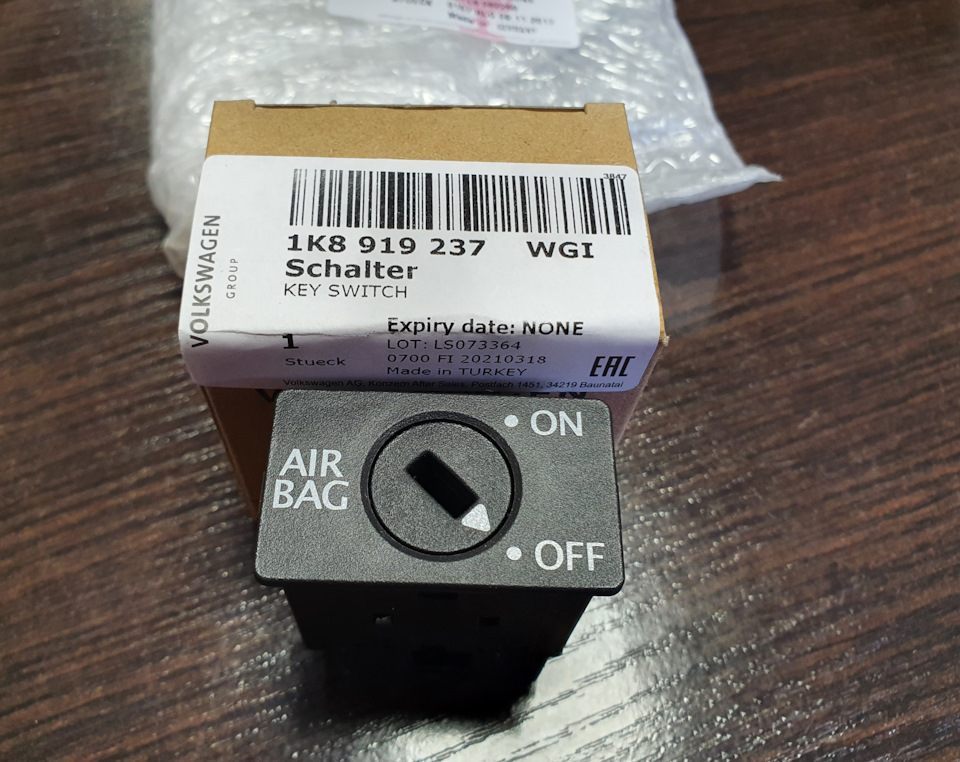 3847
1K8 919 237 WGI
Schalter
KEY SWITCH
VOLKSWAGEN
GROUP
Expiry date: NONE
1
LOT: LS073364
Stueck
0700 FI 20210318
Made in TURKEY
EAC
Volkswagen AG, Konzern After Sales, Postfach 1451, 34219 Baunatal
AIR
BAG
ON
OFF